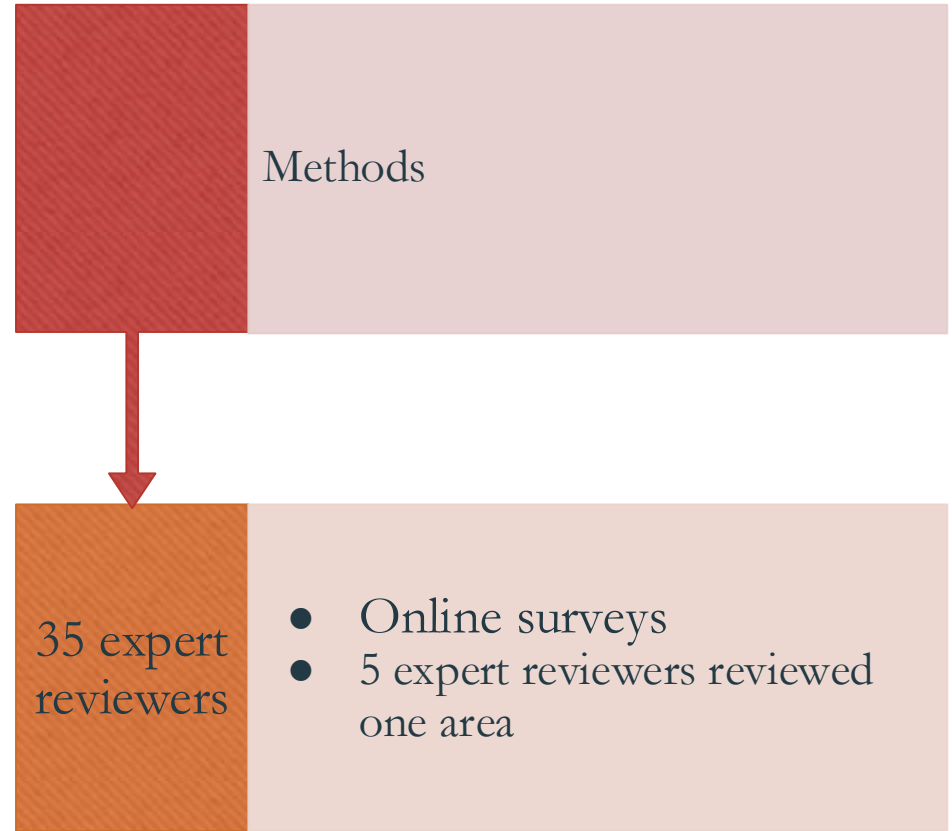 Methods
35 expert
reviewers
● Online surveys
● 5 expert reviewers reviewed
one area